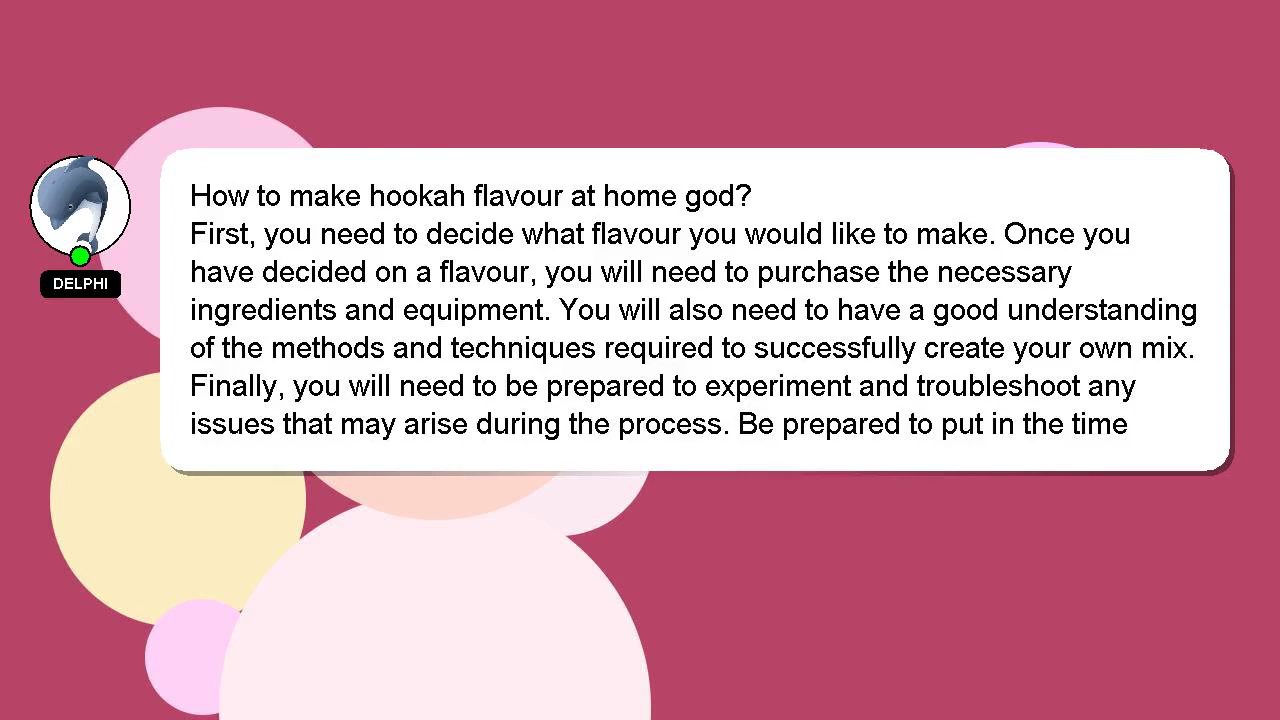 How to make hookah flavour at home god?
First, you need to decide what flavour you would like to make. Once you
have decided on a flavour, you will need to purchase the necessary
ingredients and equipment. You will also need to have a good understanding
of the methods and techniques required to successfully create your own mix.
Finally, you will need to be prepared to experiment and troubleshoot any
issues that may arise during the process. Be prepared to put in the time
DELPHI